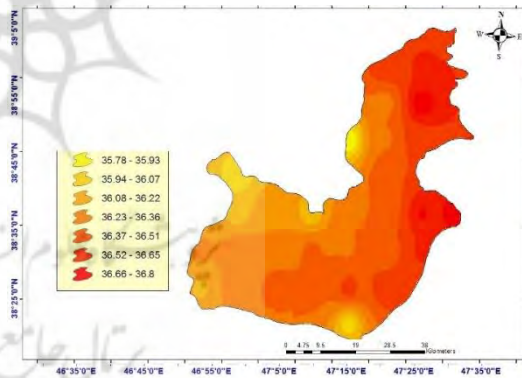 N
W E
S
39°5'0"N
38°55'0"N
38°45'0"N
38°35'0"N
38°25'0"N
35.78 - 35.93
35.94 - 36.07
36.08 - 36.22
36.23 - 36.36
36.37 - 36.51
36.52 - 36.65
36.66 - 36.8
0 4.75 9.5 19 28.5 38
Kilometers
46°35'0"E 46°45'0"E 46°55'0"E 47°5'0"E 47°15'0"E 47°25'0"E 47°35'0"E